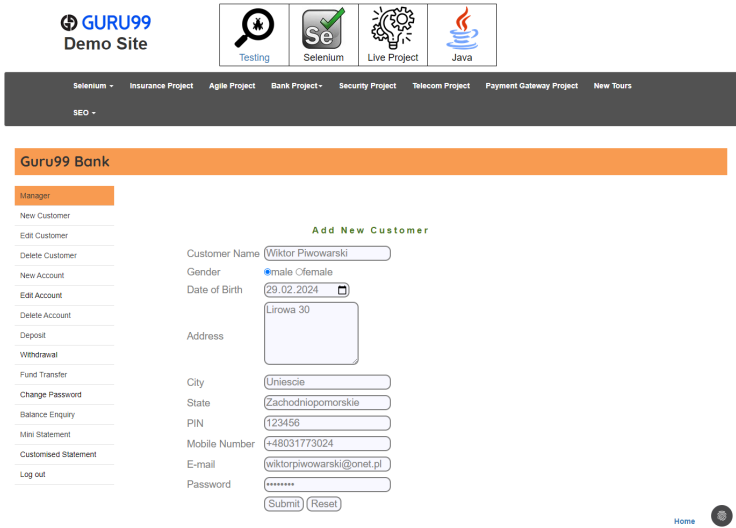 GURU99
Demo Site
Testing
Se
Selenium
Live Project
Java
Selenium
Insurance Project
Agile Project
Bank Project
Security Project
Telecom Project
Payment Gateway Project
New Tours
SEO
Guru99 Bank
Manager
New Customer
Edit Customer
Delete Customer
New Account
Edit Account
Delete Account
Deposit
Withdrawal
Fund Transfer
Change Password
Balance Enquiry
Mini Statement
Customised Statement
Log out
Add New Customer
Customer Name Wiktor Piwowarski
Gender male female
Date of Birth 29.02.2024
Address Lirowa 30
City Uniescie
State Zachodniopomorskie
PIN 123456
Mobile Number +48031773024
E-mail wiktorpiwowarski@onet.pl
Password ••••••••
Submit Reset
Home